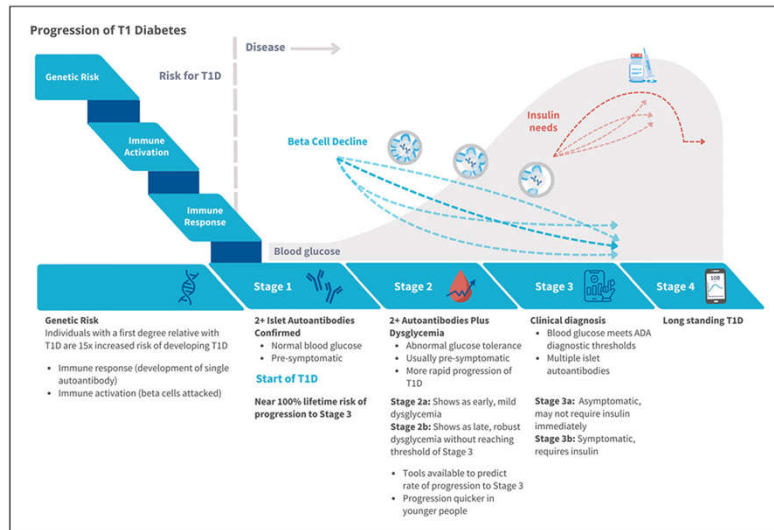 Progression of T1 Diabetes
Disease
Genetic Risk
Risk for T1D
Insulin
needs
Immune
Activation
Beta Cell Decline
Immune
Response
Blood glucose
Stage 1
Stage 2
Stage 3
Stage 4
108
Genetic Risk
Individuals with a first degree relative with
T1D are 15x increased risk of developing T1D
• Immune response (development of single
autoantibody)
• Immune activation (beta cells attacked)
2+ Islet Autoantibodies
Confirmed
• Normal blood glucose
• Pre-symptomatic
Start of T1D
Near 100% lifetime risk of
progression to Stage 3
2+ Autoantibodies Plus
Dysglycemia
• Abnormal glucose tolerance
• Usually pre-symptomatic
• More rapid progression of
T1D
Stage 2a: Shows as early, mild
dysglycemia
Stage 2b: Shows as late, robust
dysglycemia without reaching
threshold of Stage 3
• Tools available to predict
rate of progression to Stage 3
• Progression quicker in
younger people
Clinical diagnosis
• Blood glucose meets ADA
diagnostic thresholds
• Multiple islet
autoantibodies
Stage 3a: Asymptomatic,
may not require insulin
immediately
Stage 3b: Symptomatic,
requires insulin
Long standing T1D